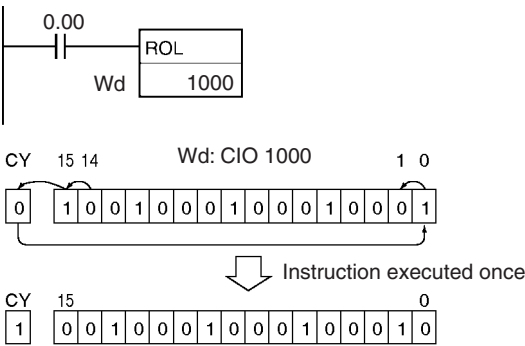 0.00
ROL
Wd 1000
CY 15 14 Wd: CIO 1000 1 0
0 1 0 0 1 0 0 0 1 0 0 0 1 0 0 0 1
Instruction executed once
CY 15 0
1 0 0 1 0 0 0 1 0 0 0 1 0 0 0 1 0